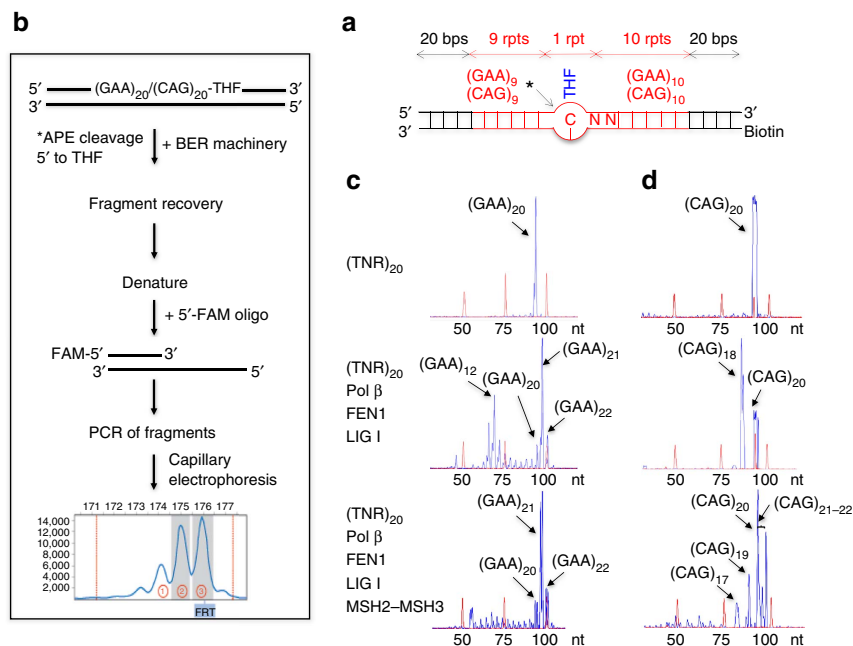 b
5′ (GAA)20/(CAG)20-THF 3′
3′ 5′
*APE cleavage
5′ to THF
+ BER machinery
Fragment recovery
Denature
+ 5′-FAM oligo
FAM-5′ 3′
3′ 5′
PCR of fragments
Capillary
electrophoresis
171 172 173 174 175 176 177
14,000
12,000
10,000
8,000
6,000
4,000
2,000
1 2 3
FRT
a
20 bps 9 rpts 1 rpt 10 rpts 20 bps
(GAA)9 * THF (GAA)10
(CAG)9 (CAG)10
5′ 3′
C N N
3′ Biotin
c
(TNR)20
(GAA)20
50 75 100 nt
(TNR)20
Pol β
FEN1
LIG I
(GAA)12
(GAA)20
(GAA)21
(GAA)22
50 75 100 nt
(TNR)20
Pol β
FEN1
LIG I
MSH2–MSH3
(GAA)21
(GAA)20
(GAA)22
50 75 100 nt
d
(CAG)20
50 75 100 nt
(CAG)18
(CAG)20
50 75 100 nt
(CAG)20
(CAG)21–22
(CAG)19
(CAG)17
50 75 100 nt